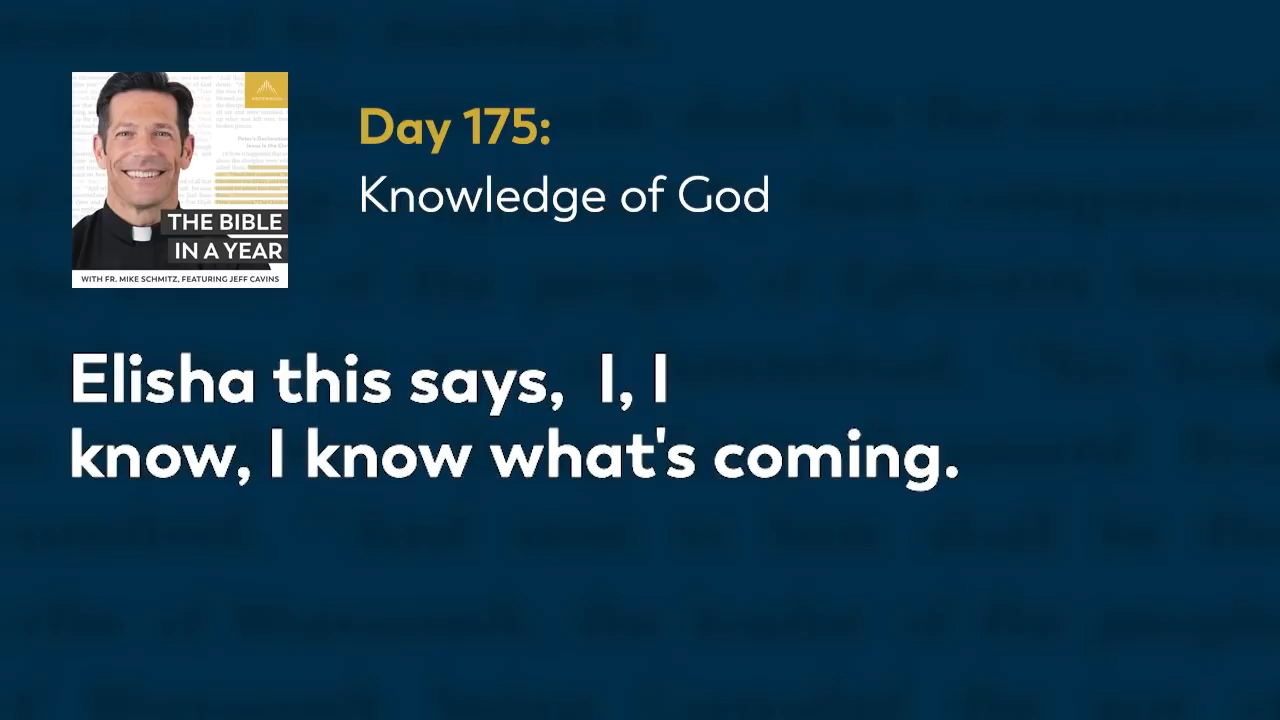 Day 175:
Knowledge of God
THE BIBLE
IN A YEAR
WITH FR. MIKE SCHMITZ, FEATURING JEFF CAVINS
Elisha this says,  I, I
know, I know what's coming.